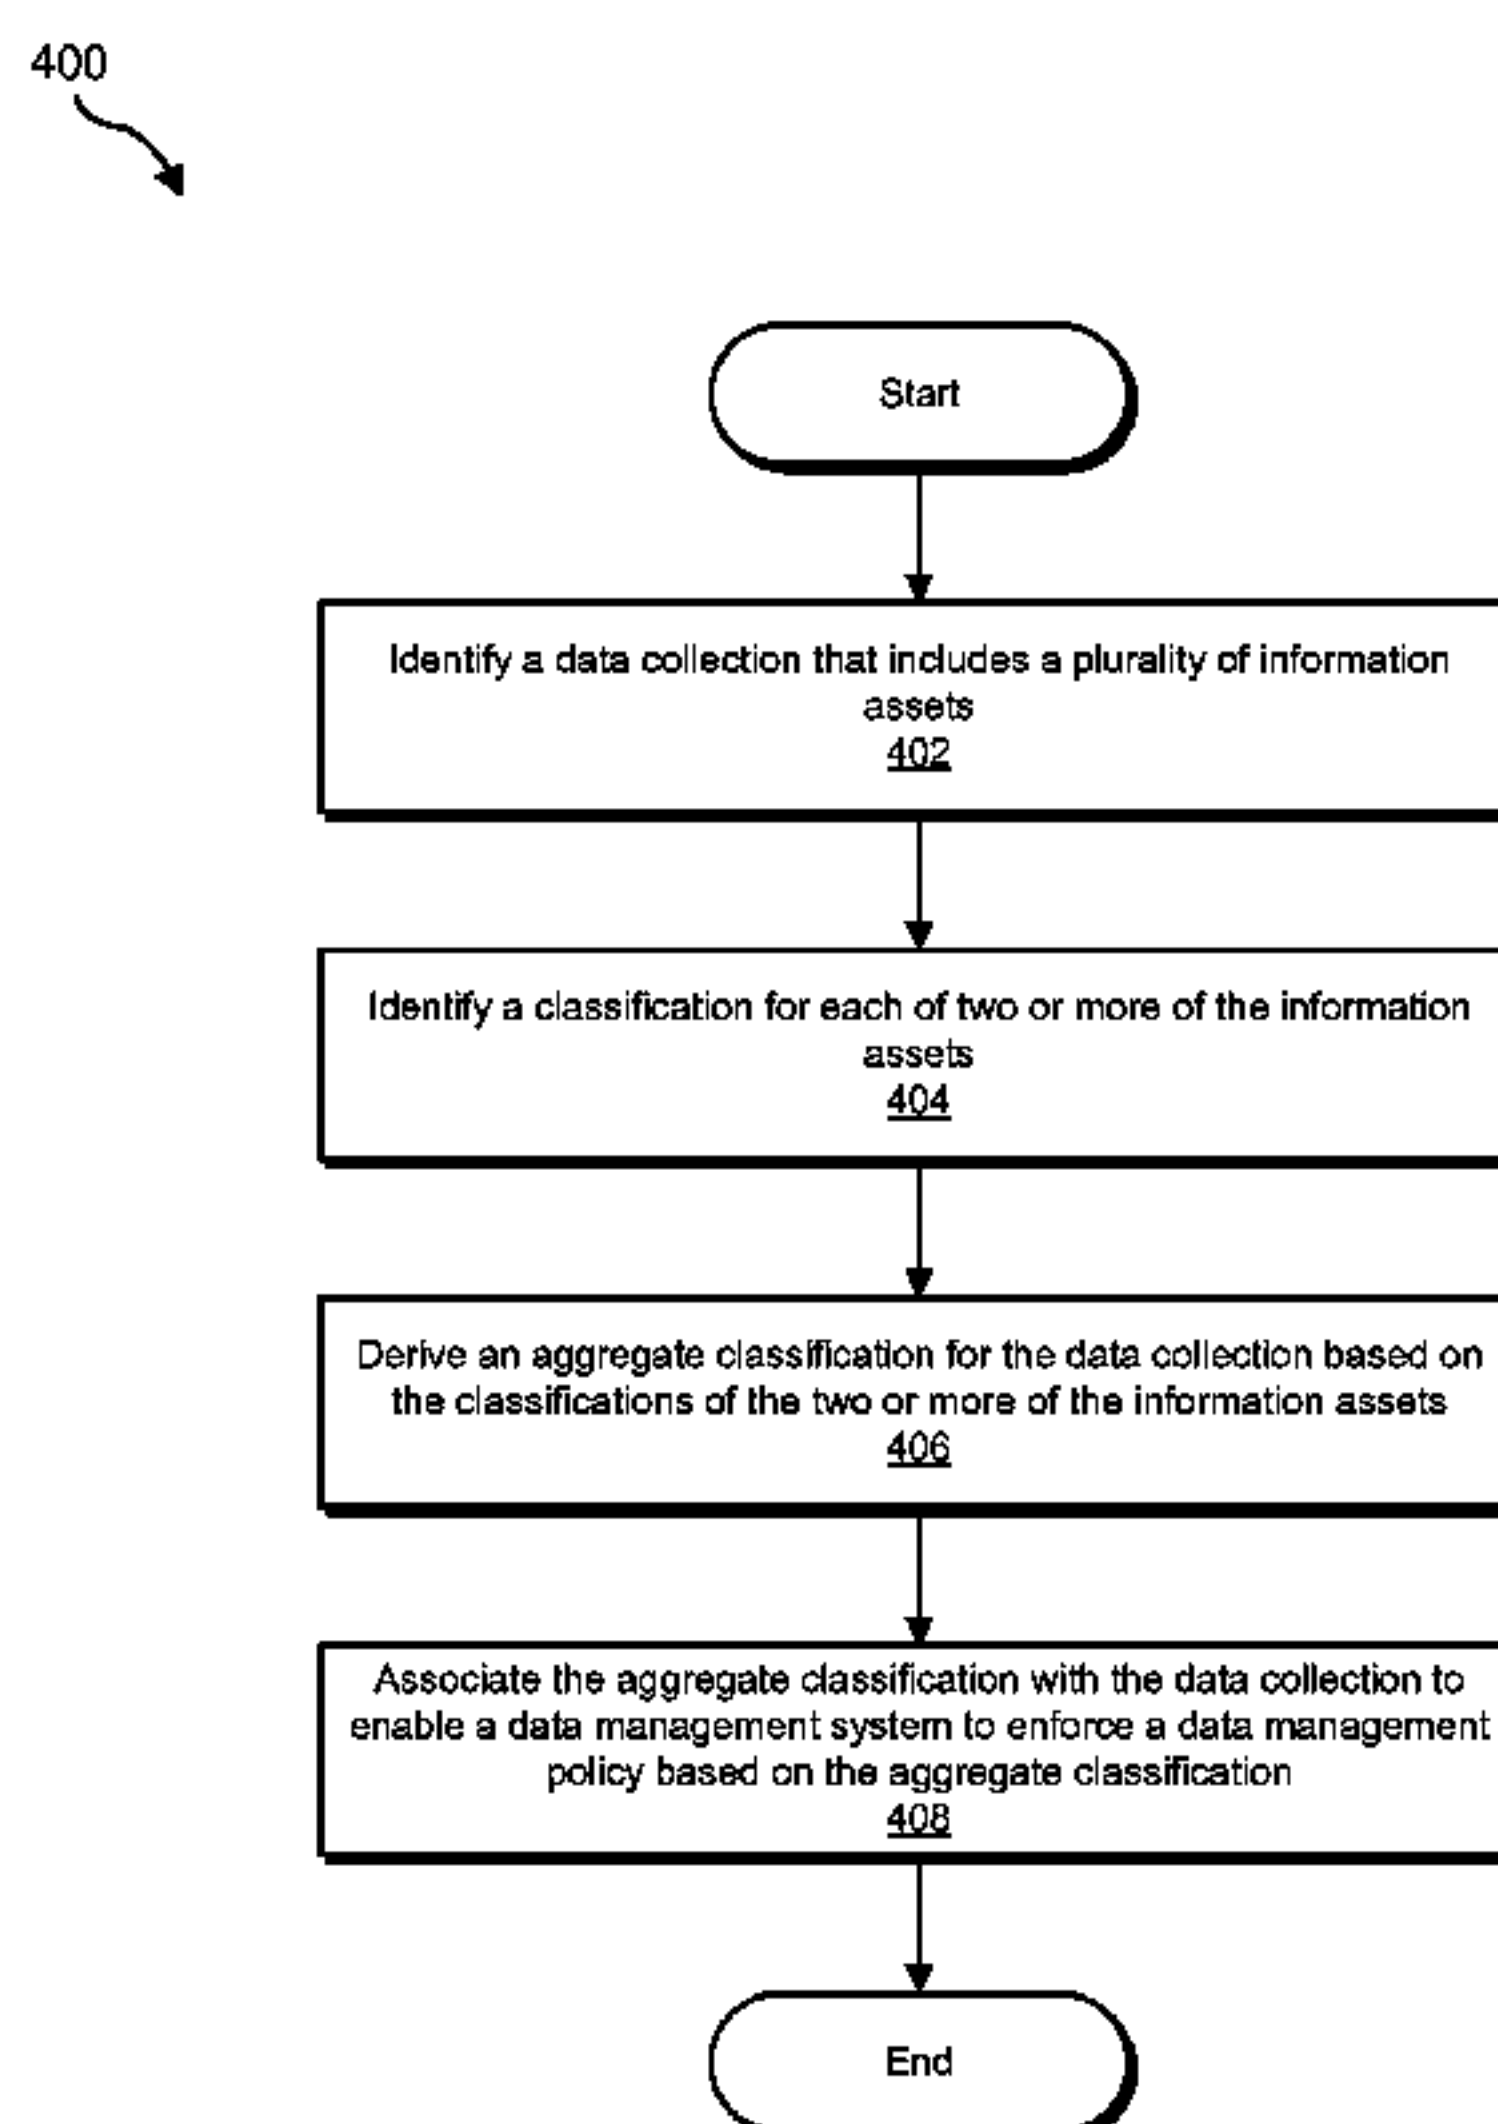 400
Start
Identify a data collection that includes a plurality of information
assets
402
Identify a classification for each of two or more of the information
assets
404
Derive an aggregate classification for the data collection based on
the classifications of the two or more of the information assets
406
Associate the aggregate classification with the data collection to
enable a data management system to enforce a data management
policy based on the aggregate classification
408
End